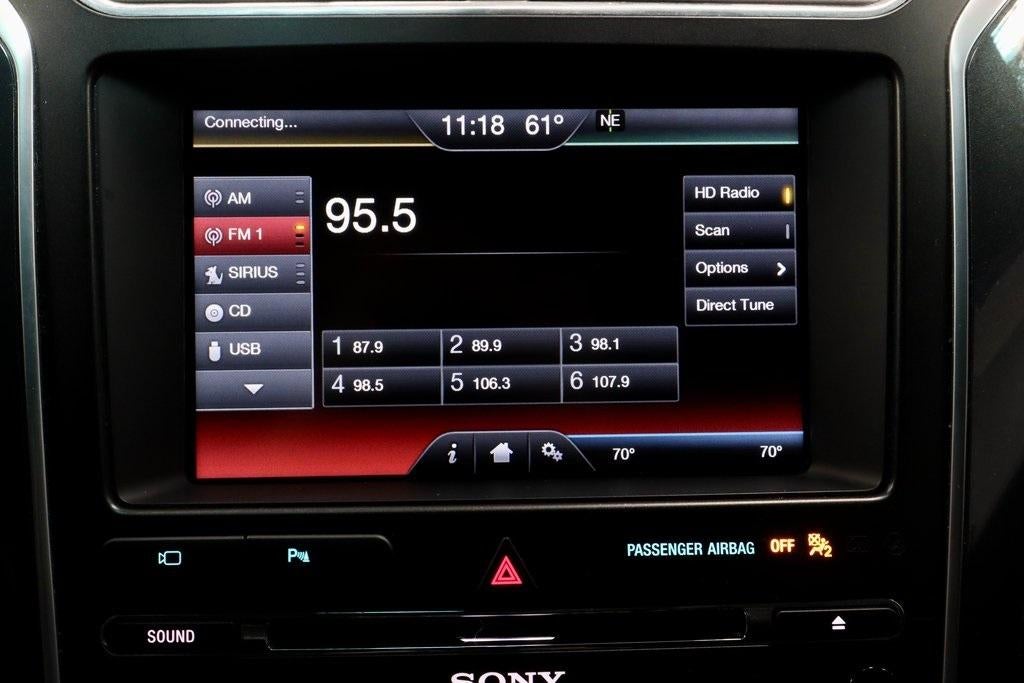 Connecting...
11:18 61°
NE
AM
FM 1
SIRIUS
CD
USB
95.5
HD Radio
Scan
Options
Direct Tune
1 87.9
2 89.9
3 98.1
4 98.5
5 106.3
6 107.9
i
70°
70°
P
PASSENGER AIRBAG OFF 2
SOUND
SONY